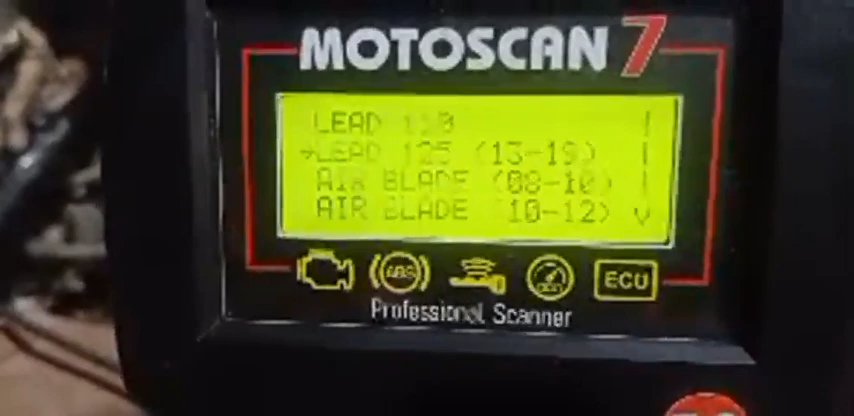 MOTOSCAN 7
LEAD 110
→LEAD 125 (13-19)
AIR BLADE (08-10)
AIR BLADE (10-12)
ABS
ECU
Professional Scanner